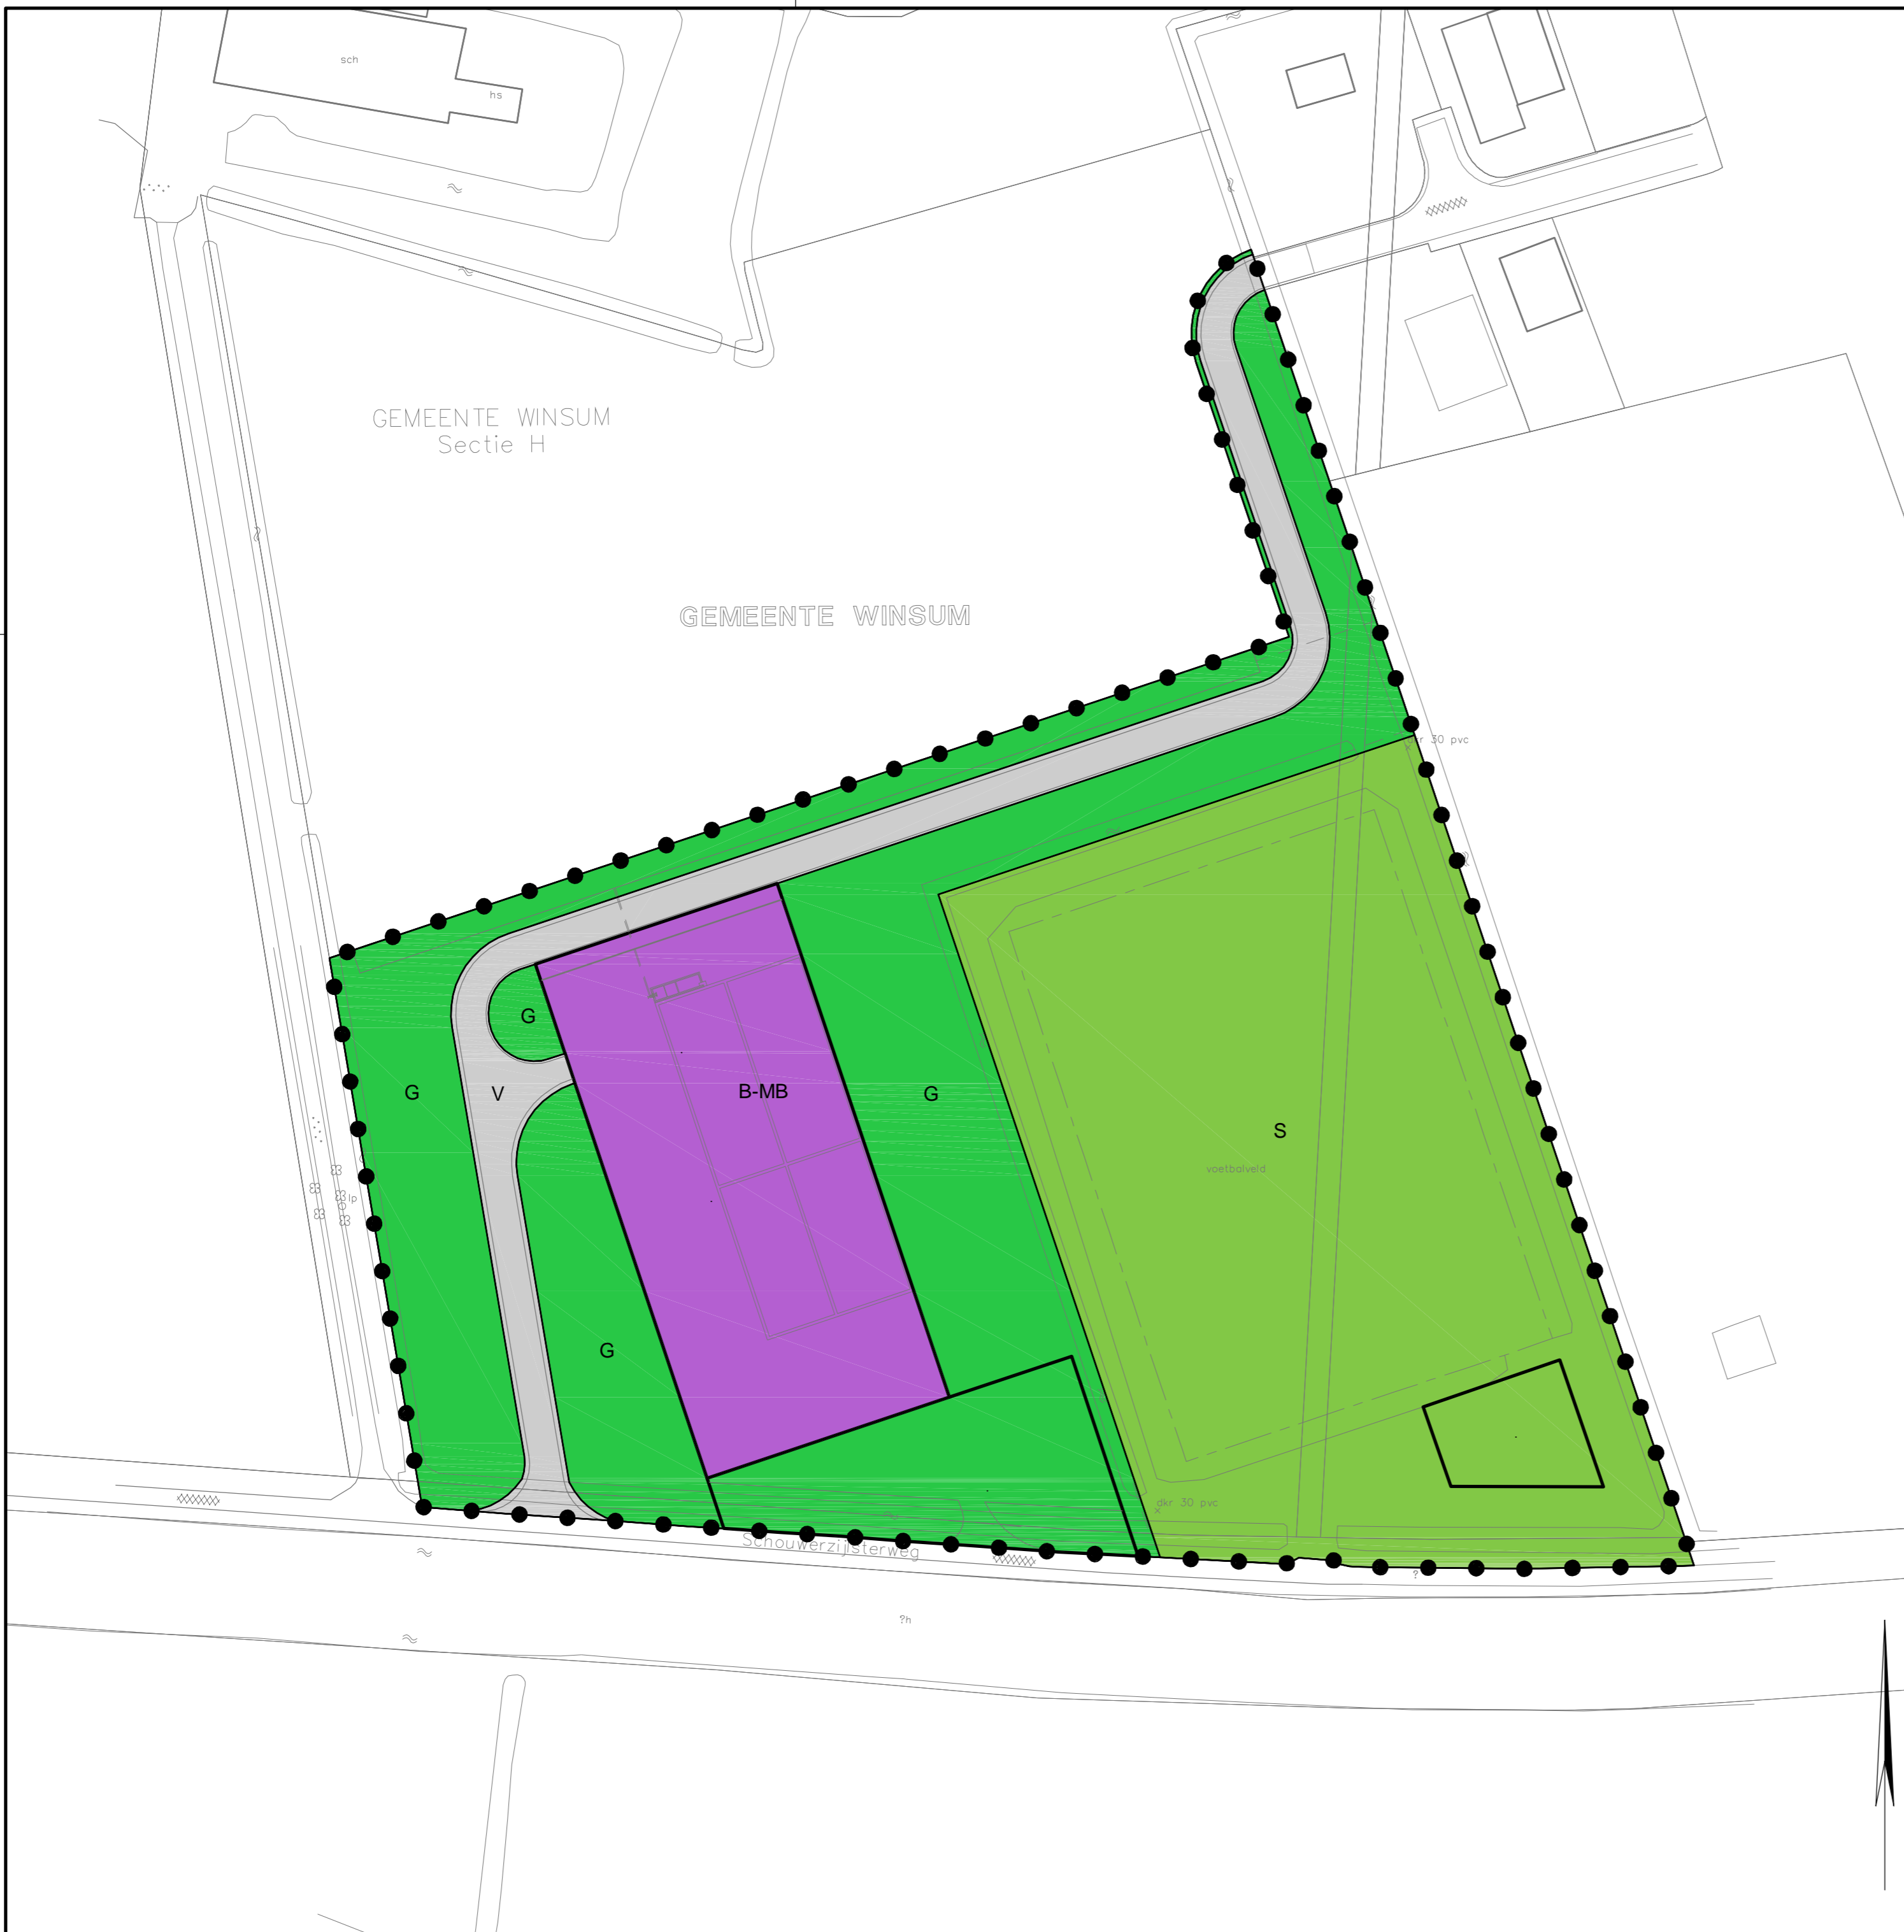 sch
hs
GEMEENTE WINSUM
Sectie H
GEMEENTE WINSUM
dkr 30 pvc
G
G
V
B-MB
G
S
voetbalveld
lp
G
dkr 30 pvc
Schouwerzijlsterweg
?
?h